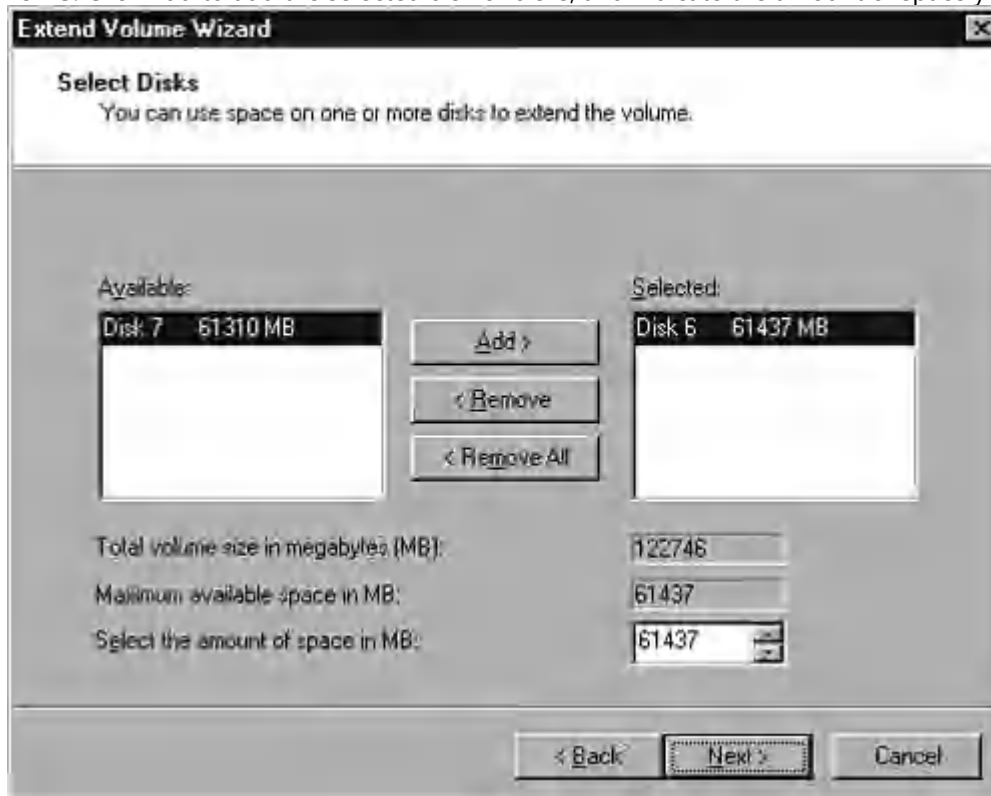 Extend Volume Wizard
Select Disks
You can use space on one or more disks to extend the volume.
Available:
Selected:
Disk 7 61310 MB
Disk 6 61437 MB
Add >
< Remove
< Remove All
Total volume size in megabytes (MB):
122746
Maximum available space in MB:
61437
Select the amount of space in MB:
61437
< Back
Next >
Cancel